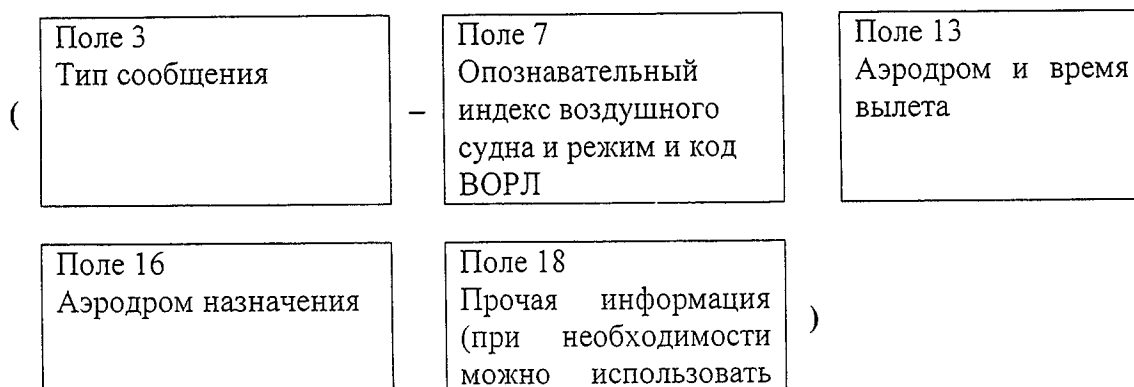 Поле 3
Тип сообщения
(
–
Поле 7
Опознавательный
индекс воздушного
судна и режим и код
ВОРЛ
Поле 13
Аэродром и время
вылета
Поле 16
Аэродром назначения
Поле 18
Прочая информация
(при необходимости
можно использовать
)